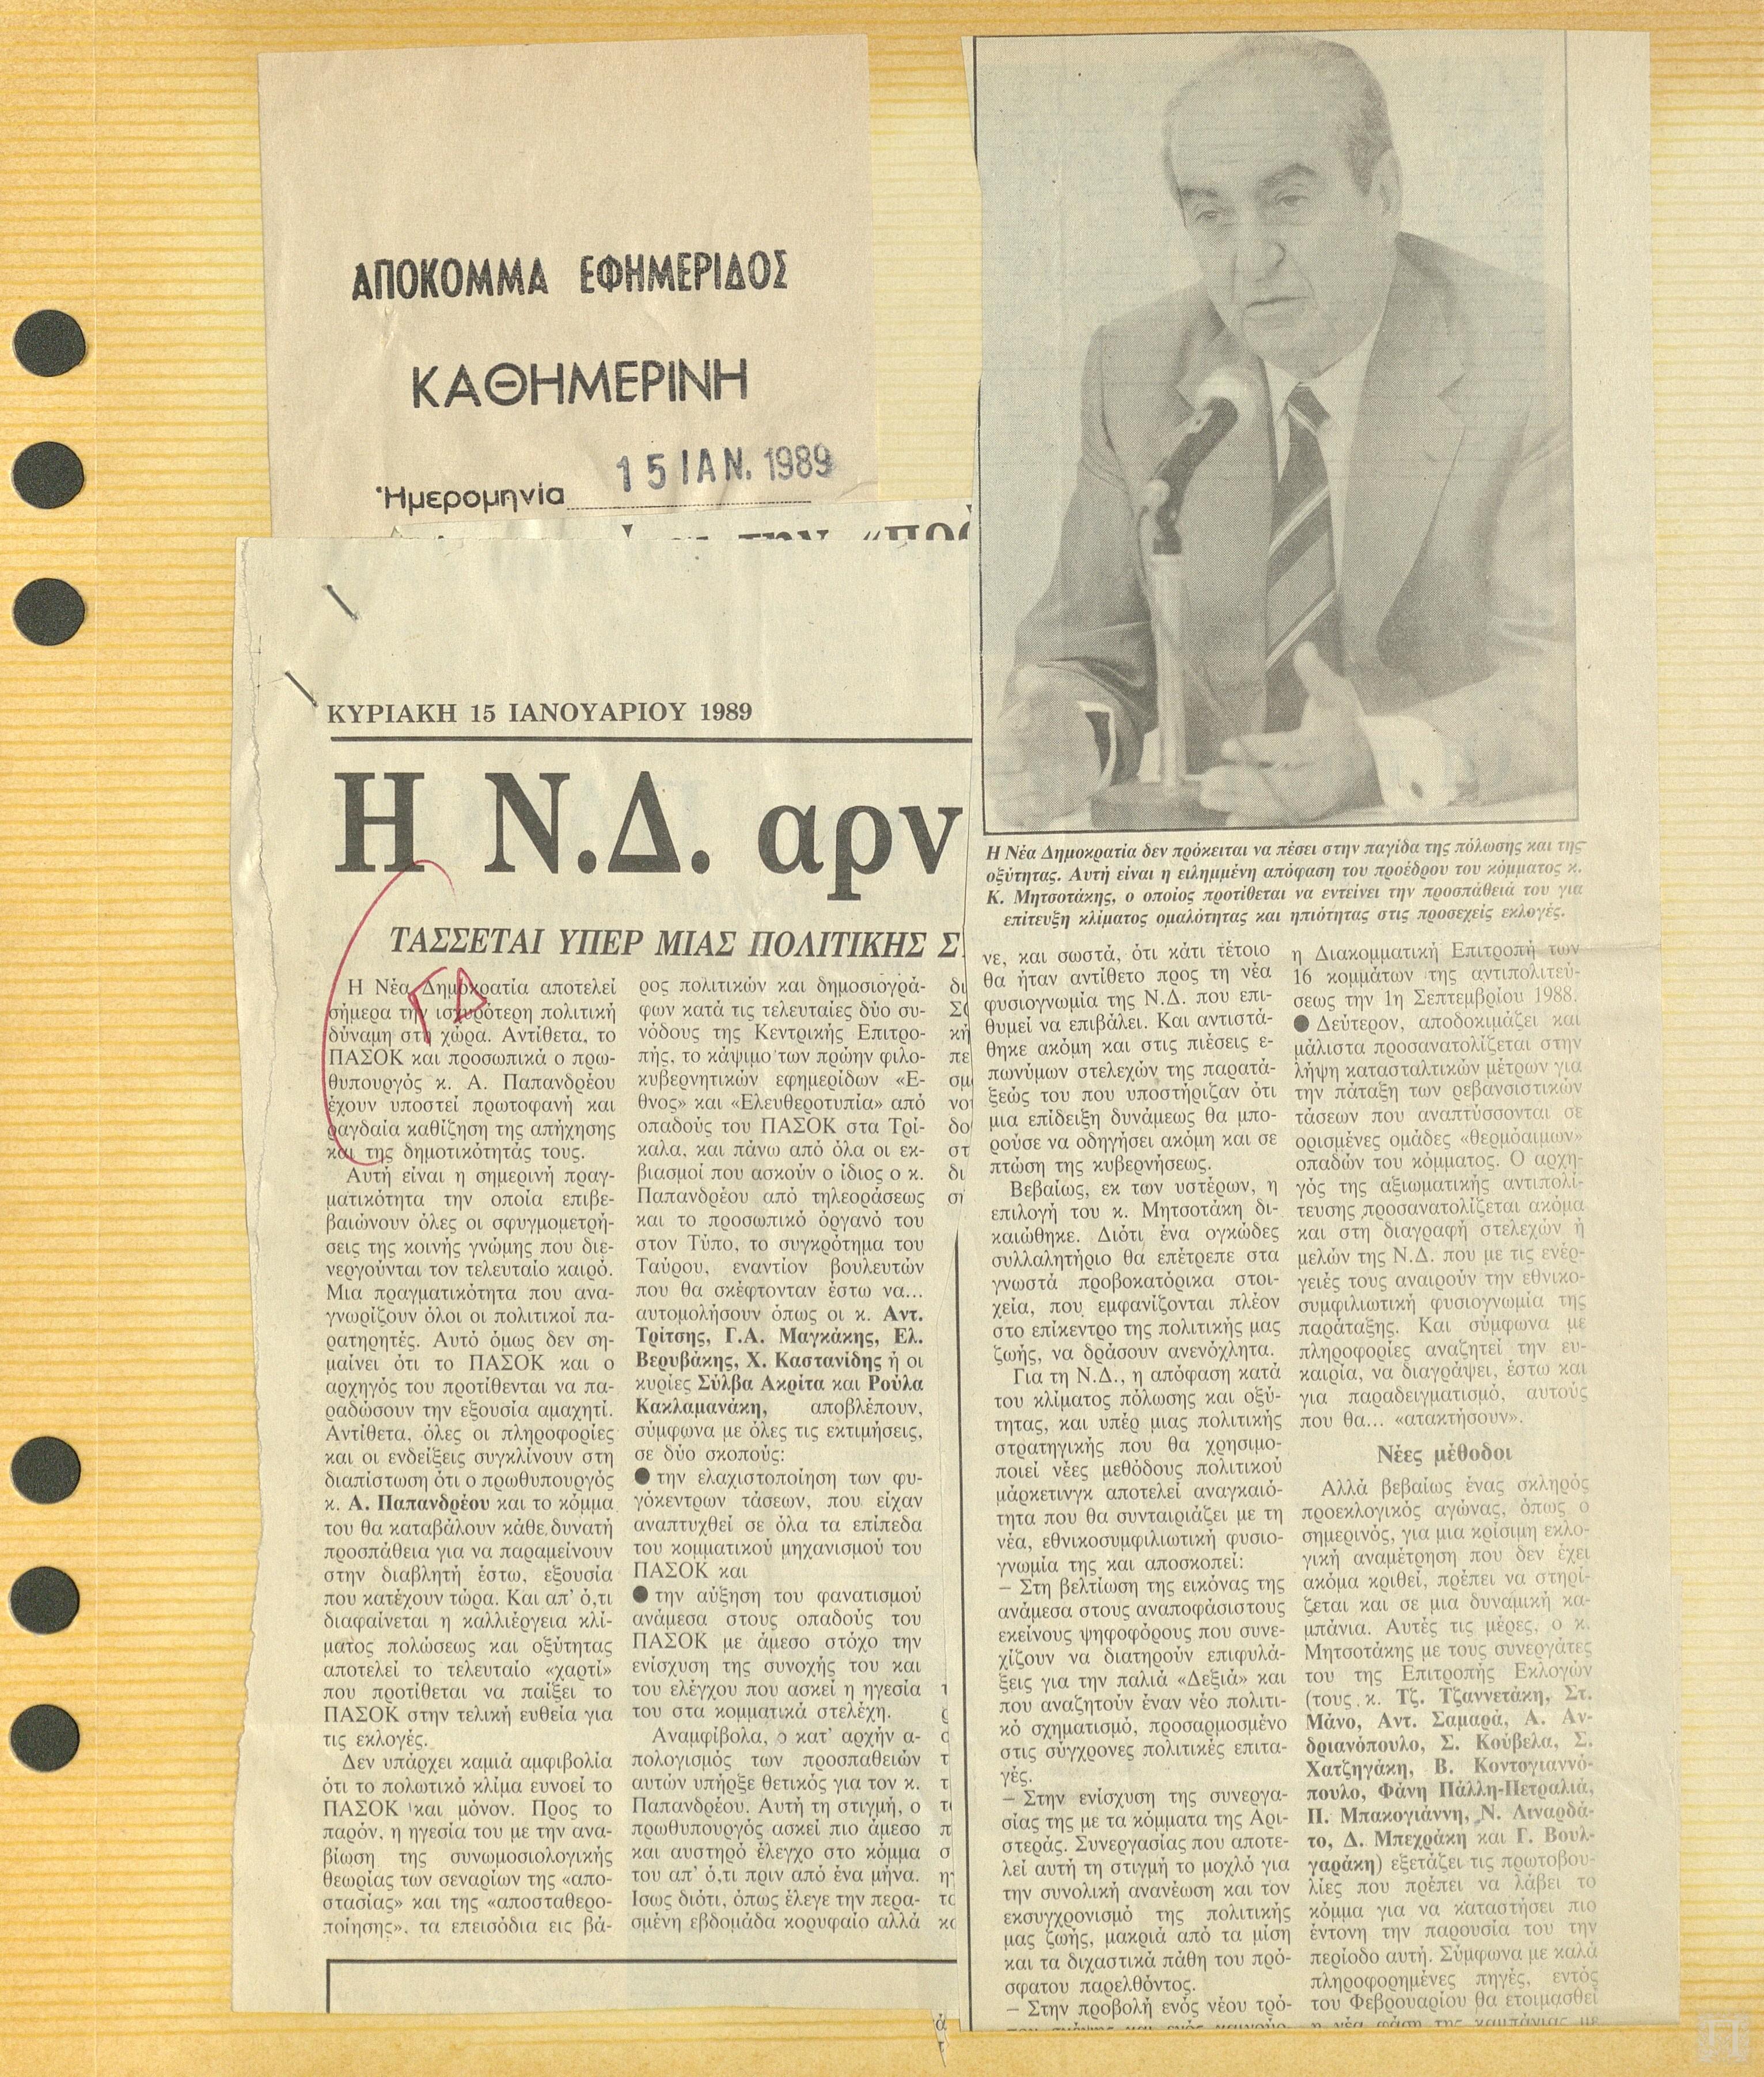 ΑΠΟΚΟΜΜΑ ΕΦΗΜΕΡΙΔΟΣ
ΚΑΘΗΜΕΡΙΝΗ
Ἡμερομηνία 15 ΙΑΝ. 1989
ΚΥΡΙΑΚΗ 15 ΙΑΝΟΥΑΡΙΟΥ 1989
Η Ν.Δ. αρν
ΤΑΣΣΕΤΑΙ ΥΠΕΡ ΜΙΑΣ ΠΟΛΙΤΙΚΗΣ Σ
Η Νέα Δημοκρατία αποτελεί
σήμερα την ισχυρότερη πολιτική
δύναμη στη χώρα. Αντίθετα, το
ΠΑΣΟΚ και προσωπικά ο πρω-
θυπουργός κ. Α. Παπανδρέου
έχουν υποστεί πρωτοφανή και
ραγδαία καθίζηση της απήχησης
και της δημοτικότητάς τους.
Αυτή είναι η σημερινή πραγ-
ματικότητα την οποία επιβε-
βαιώνουν όλες οι σφυγμομετρή-
σεις της κοινής γνώμης που διε-
νεργούνται τον τελευταίο καιρό.
Μια πραγματικότητα που ανα-
γνωρίζουν όλοι οι πολιτικοί πα-
ρατηρητές. Αυτό όμως δεν ση-
μαίνει ότι το ΠΑΣΟΚ και ο
αρχηγός του προτίθενται να πα-
ραδώσουν την εξουσία αμαχητί.
Αντίθετα, όλες οι πληροφορίες
και οι ενδείξεις συγκλίνουν στη
διαπίστωση ότι ο πρωθυπουργός
κ. Α. Παπανδρέου και το κόμμα
του θα καταβάλουν κάθε δυνατή
προσπάθεια για να παραμείνουν
στην διαβλητή έστω, εξουσία
που κατέχουν τώρα. Και απ' ό,τι
διαφαίνεται η καλλιέργεια κλί-
ματος πολώσεως και οξύτητας
αποτελεί το τελευταίο «χαρτί»
που προτίθεται να παίξει το
ΠΑΣΟΚ στην τελική ευθεία για
τις εκλογές.
Δεν υπάρχει καμιά αμφιβολία
ότι το πολωτικό κλίμα ευνοεί το
ΠΑΣΟΚ και μόνον. Προς το
παρόν, η ηγεσία του με την ανα-
βίωση της συνωμοσιολογικής
θεωρίας των σεναρίων της «απο-
στασίας» και της «αποσταθερο-
ποίησης», τα επεισόδια εις βά-
ρος πολιτικών και δημοσιογρά-
φων κατά τις τελευταίες δύο συ-
νόδους της Κεντρικής Επιτρο-
πής, το κάψιμο των πρώην φιλο-
κυβερνητικών εφημερίδων «Ε-
θνος» και «Ελευθεροτυπία» από
οπαδούς του ΠΑΣΟΚ στα Τρί-
καλα, και πάνω από όλα οι εκ-
βιασμοί που ασκούν ο ίδιος ο κ.
Παπανδρέου από τηλεοράσεως
και το προσωπικό όργανό του
στον Τύπο, το συγκρότημα του
Ταύρου, εναντίον βουλευτών
που θα σκέφτονταν έστω να...
αυτομολήσουν όπως οι κ. Αντ.
Τρίτσης, Γ.Α. Μαγκάκης, Ελ.
Βερυβάκης, Χ. Καστανίδης ή οι
κυρίες Σύλβα Ακρίτα και Ρούλα
Κακλαμανάκη, αποβλέπουν,
σύμφωνα με όλες τις εκτιμήσεις,
σε δύο σκοπούς:
● την ελαχιστοποίηση των φυ-
γόκεντρων τάσεων, που είχαν
αναπτυχθεί σε όλα τα επίπεδα
του κομματικού μηχανισμού του
ΠΑΣΟΚ και
● την αύξηση του φανατισμού
ανάμεσα στους οπαδούς του
ΠΑΣΟΚ με άμεσο στόχο την
ενίσχυση της συνοχής του και
του ελέγχου που ασκεί η ηγεσία
του στα κομματικά στελέχη.
Αναμφίβολα, ο κατ' αρχήν α-
πολογισμός των προσπαθειών
αυτών υπήρξε θετικός για τον κ.
Παπανδρέου. Αυτή τη στιγμή, ο
πρωθυπουργός ασκεί πιο άμεσο
και αυστηρό έλεγχο στο κόμμα
του απ' ό,τι πριν από ένα μήνα.
Ισως διότι, όπως έλεγε την περα-
σμένη εβδομάδα κορυφαίο αλλά
Η Νέα Δημοκρατία δεν πρόκειται να πέσει στην παγίδα της πόλωσης και της
οξύτητας. Αυτή είναι η ειλημμένη απόφαση του προέδρου του κόμματος κ.
Κ. Μητσοτάκης, ο οποίος προτίθεται να εντείνει την προσπάθειά του για
επίτευξη κλίματος ομαλότητας και ηπιότητας στις προσεχείς εκλογές.
νε, και σωστά, ότι κάτι τέτοιο
θα ήταν αντίθετο προς τη νέα
φυσιογνωμία της Ν.Δ. που επι-
θυμεί να επιβάλει. Και αντιστά-
θηκε ακόμη και στις πιέσεις ε-
πωνύμων στελεχών της παρατά-
ξεώς του που υποστήριζαν ότι
μια επίδειξη δυνάμεως θα μπο-
ρούσε να οδηγήσει ακόμη και σε
πτώση της κυβερνήσεως.
Βεβαίως, εκ των υστέρων, η
επιλογή του κ. Μητσοτάκη δι-
καιώθηκε. Διότι ένα ογκώδες
συλλαλητήριο θα επέτρεπε στα
γνωστά προβοκατόρικα στοι-
χεία, που εμφανίζονται πλέον
στο επίκεντρο της πολιτικής μας
ζωής, να δράσουν ανενόχλητα.
Για τη Ν.Δ., η απόφαση κατά
του κλίματος πόλωσης και οξύ-
τητας, και υπέρ μιας πολιτικής
στρατηγικής που θα χρησιμο-
ποιεί νέες μεθόδους πολιτικού
μάρκετινγκ αποτελεί αναγκαιό-
τητα που θα συνταιριάζει με τη
νέα, εθνικοσυμφιλιωτική φυσιο-
γνωμία της και αποσκοπεί:
– Στη βελτίωση της εικόνας της
ανάμεσα στους αναποφάσιστους
εκείνους ψηφοφόρους που συνε-
χίζουν να διατηρούν επιφυλά-
ξεις για την παλιά «Δεξιά» και
που αναζητούν έναν νέο πολιτι-
κό σχηματισμό, προσαρμοσμένο
στις σύγχρονες πολιτικές επιτα-
γές.
– Στην ενίσχυση της συνεργα-
σίας της με τα κόμματα της Αρι-
στεράς. Συνεργασίας που αποτε-
λεί αυτή τη στιγμή το μοχλό για
την συνολική ανανέωση και τον
εκσυγχρονισμό της πολιτικής
μας ζωής, μακριά από τα μίση
και τα διχαστικά πάθη του πρό-
σφατου παρελθόντος.
– Στην προβολή ενός νέου τρό-
η Διακομματική Επιτροπή των
16 κομμάτων της αντιπολιτεύ-
σεως την 1η Σεπτεμβρίου 1988.
● Δεύτερον, αποδοκιμάζει και
μάλιστα προσανατολίζεται στην
λήψη κατασταλτικών μέτρων για
την πάταξη των ρεβανσιστικών
τάσεων που αναπτύσσονται σε
ορισμένες ομάδες «θερμόαιμων»
οπαδών του κόμματος. Ο αρχη-
γός της αξιωματικής αντιπολί-
τευσης προσανατολίζεται ακόμα
και στη διαγραφή στελεχών ή
μελών της Ν.Δ. που με τις ενέρ-
γειές τους αναιρούν την εθνικο-
συμφιλιωτική φυσιογνωμία της
παράταξης. Και σύμφωνα με
πληροφορίες αναζητεί την ευ-
καιρία, να διαγράψει, έστω και
για παραδειγματισμό, αυτούς
που θα... «ατακτήσουν».
Νέες μέθοδοι
Αλλά βεβαίως ένας σκληρός
προεκλογικός αγώνας, όπως ο
σημερινός, για μια κρίσιμη εκλο-
γική αναμέτρηση που δεν έχει
ακόμα κριθεί, πρέπει να στηρί-
ζεται και σε μια δυναμική κα-
μπάνια. Αυτές τις μέρες, ο κ.
Μητσοτάκης με τους συνεργάτες
του της Επιτροπής Εκλογών
(τους κ. Τζ. Τζαννετάκη, Στ.
Μάνο, Αντ. Σαμαρά, Α. Αν-
δριανόπουλο, Σ. Κούβελα, Σ.
Χατζηγάκη, Β. Κοντογιαννό-
πουλο, Φάνη Πάλλη-Πετραλιά,
Π. Μπακογιάννη, Ν. Λιναρδά-
το, Δ. Μπεχράκη και Γ. Βουλ-
γαράκη) εξετάζει τις πρωτοβου-
λίες που πρέπει να λάβει το
κόμμα για να καταστήσει πιο
έντονη την παρουσία του την
περίοδο αυτή. Σύμφωνα με καλά
πληροφορημένες πηγές, εντός
του Φεβρουαρίου θα ετοιμασθεί
η νέα φάση της καμπάνιας με